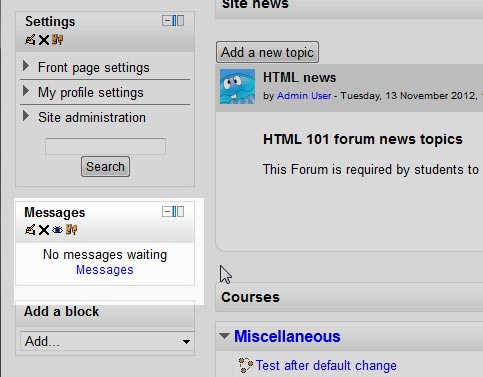 Settings
Front page settings
My profile settings
Site administration
Search
Messages
No messages waiting
Messages
Add a block
Add...
Site news
Add a new topic
HTML news
by Admin User - Tuesday, 13 November 2012,
HTML 101 forum news topics
This Forum is required by students to
Courses
Miscellaneous
Test after default change